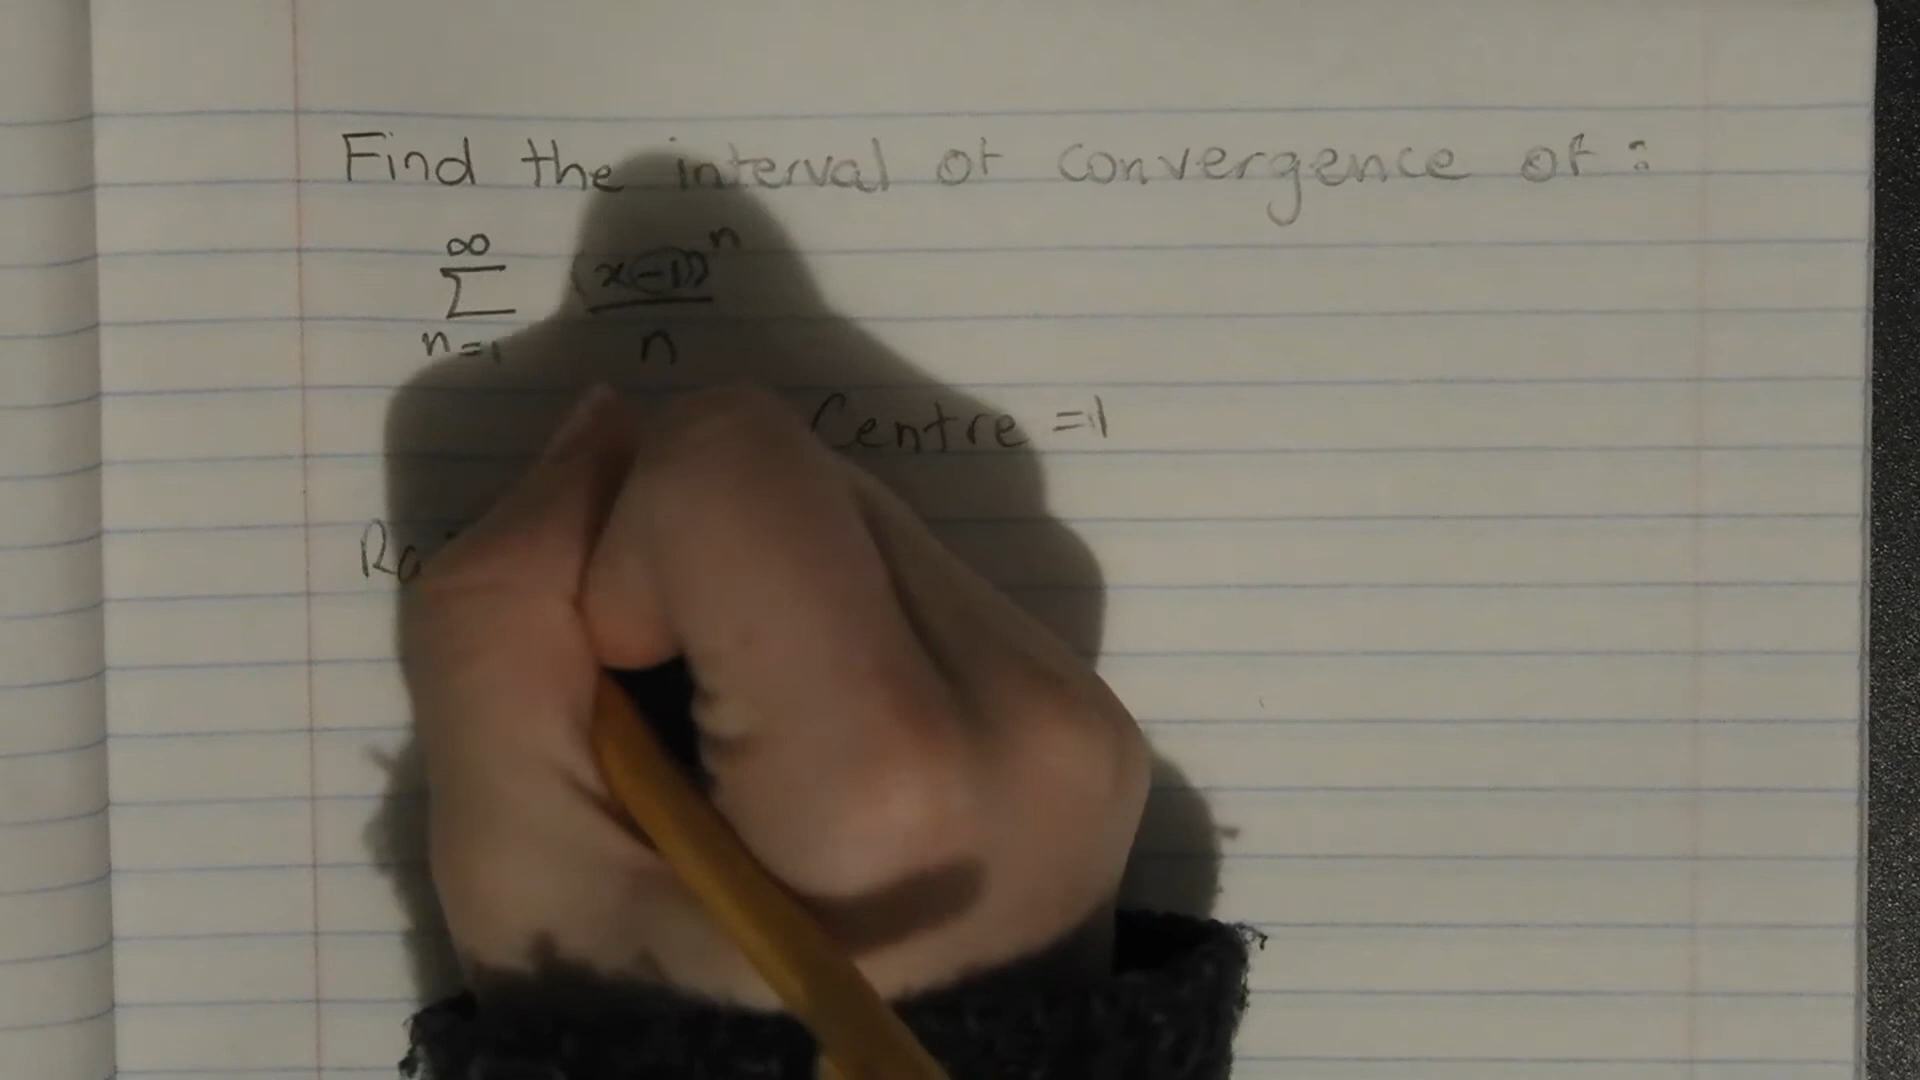 Find the interval of convergence of :
∞
Σ (x-1)^n / n
n=1
Centre = 1